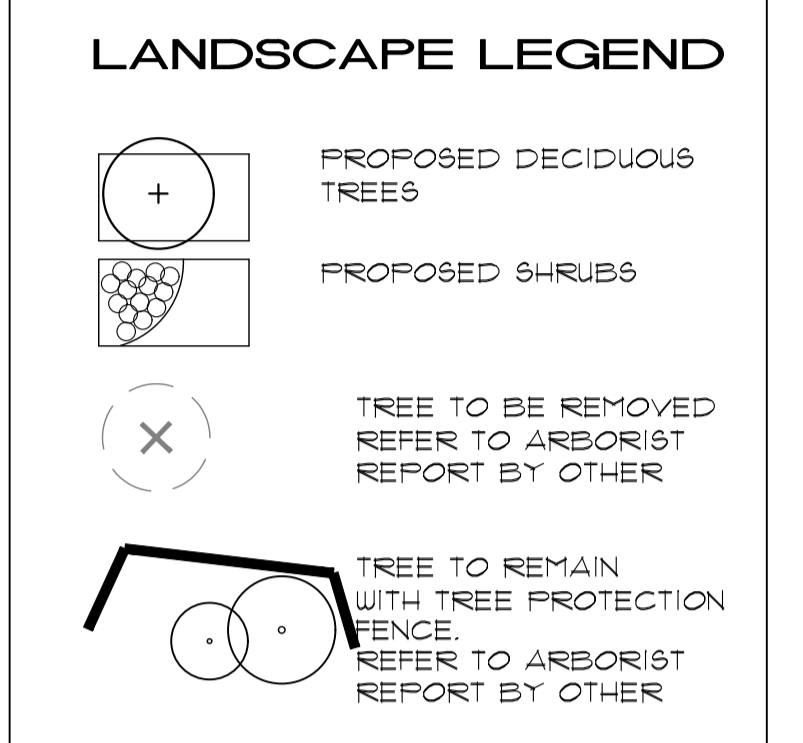 LANDSCAPE LEGEND
PROPOSED DECIDUOUS
TREES
PROPOSED SHRUBS
TREE TO BE REMOVED
REFER TO ARBORIST
REPORT BY OTHER
TREE TO REMAIN
WITH TREE PROTECTION
FENCE.
REFER TO ARBORIST
REPORT BY OTHER